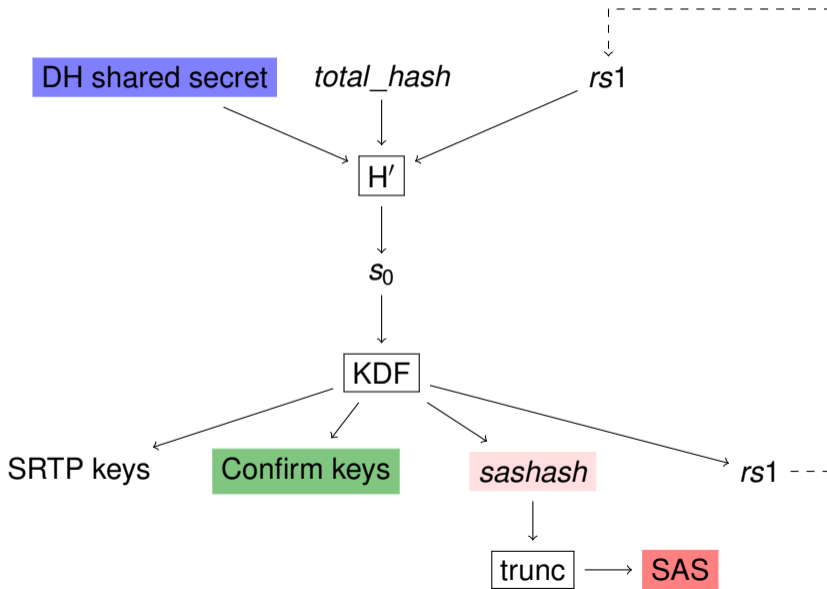 DH shared secret
total_hash
rs1
H′
s₀
KDF
SRTP keys
Confirm keys
sashash
rs1
trunc
SAS